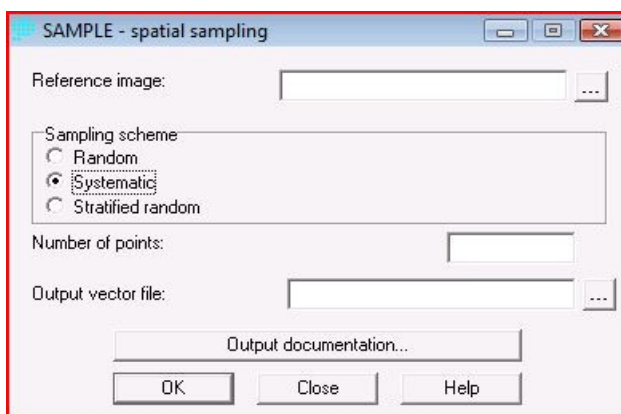 SAMPLE - spatial sampling
Reference image:
...
Sampling scheme
Random
Systematic
Stratified random
Number of points:
Output vector file:
...
Output documentation...
OK Close Help